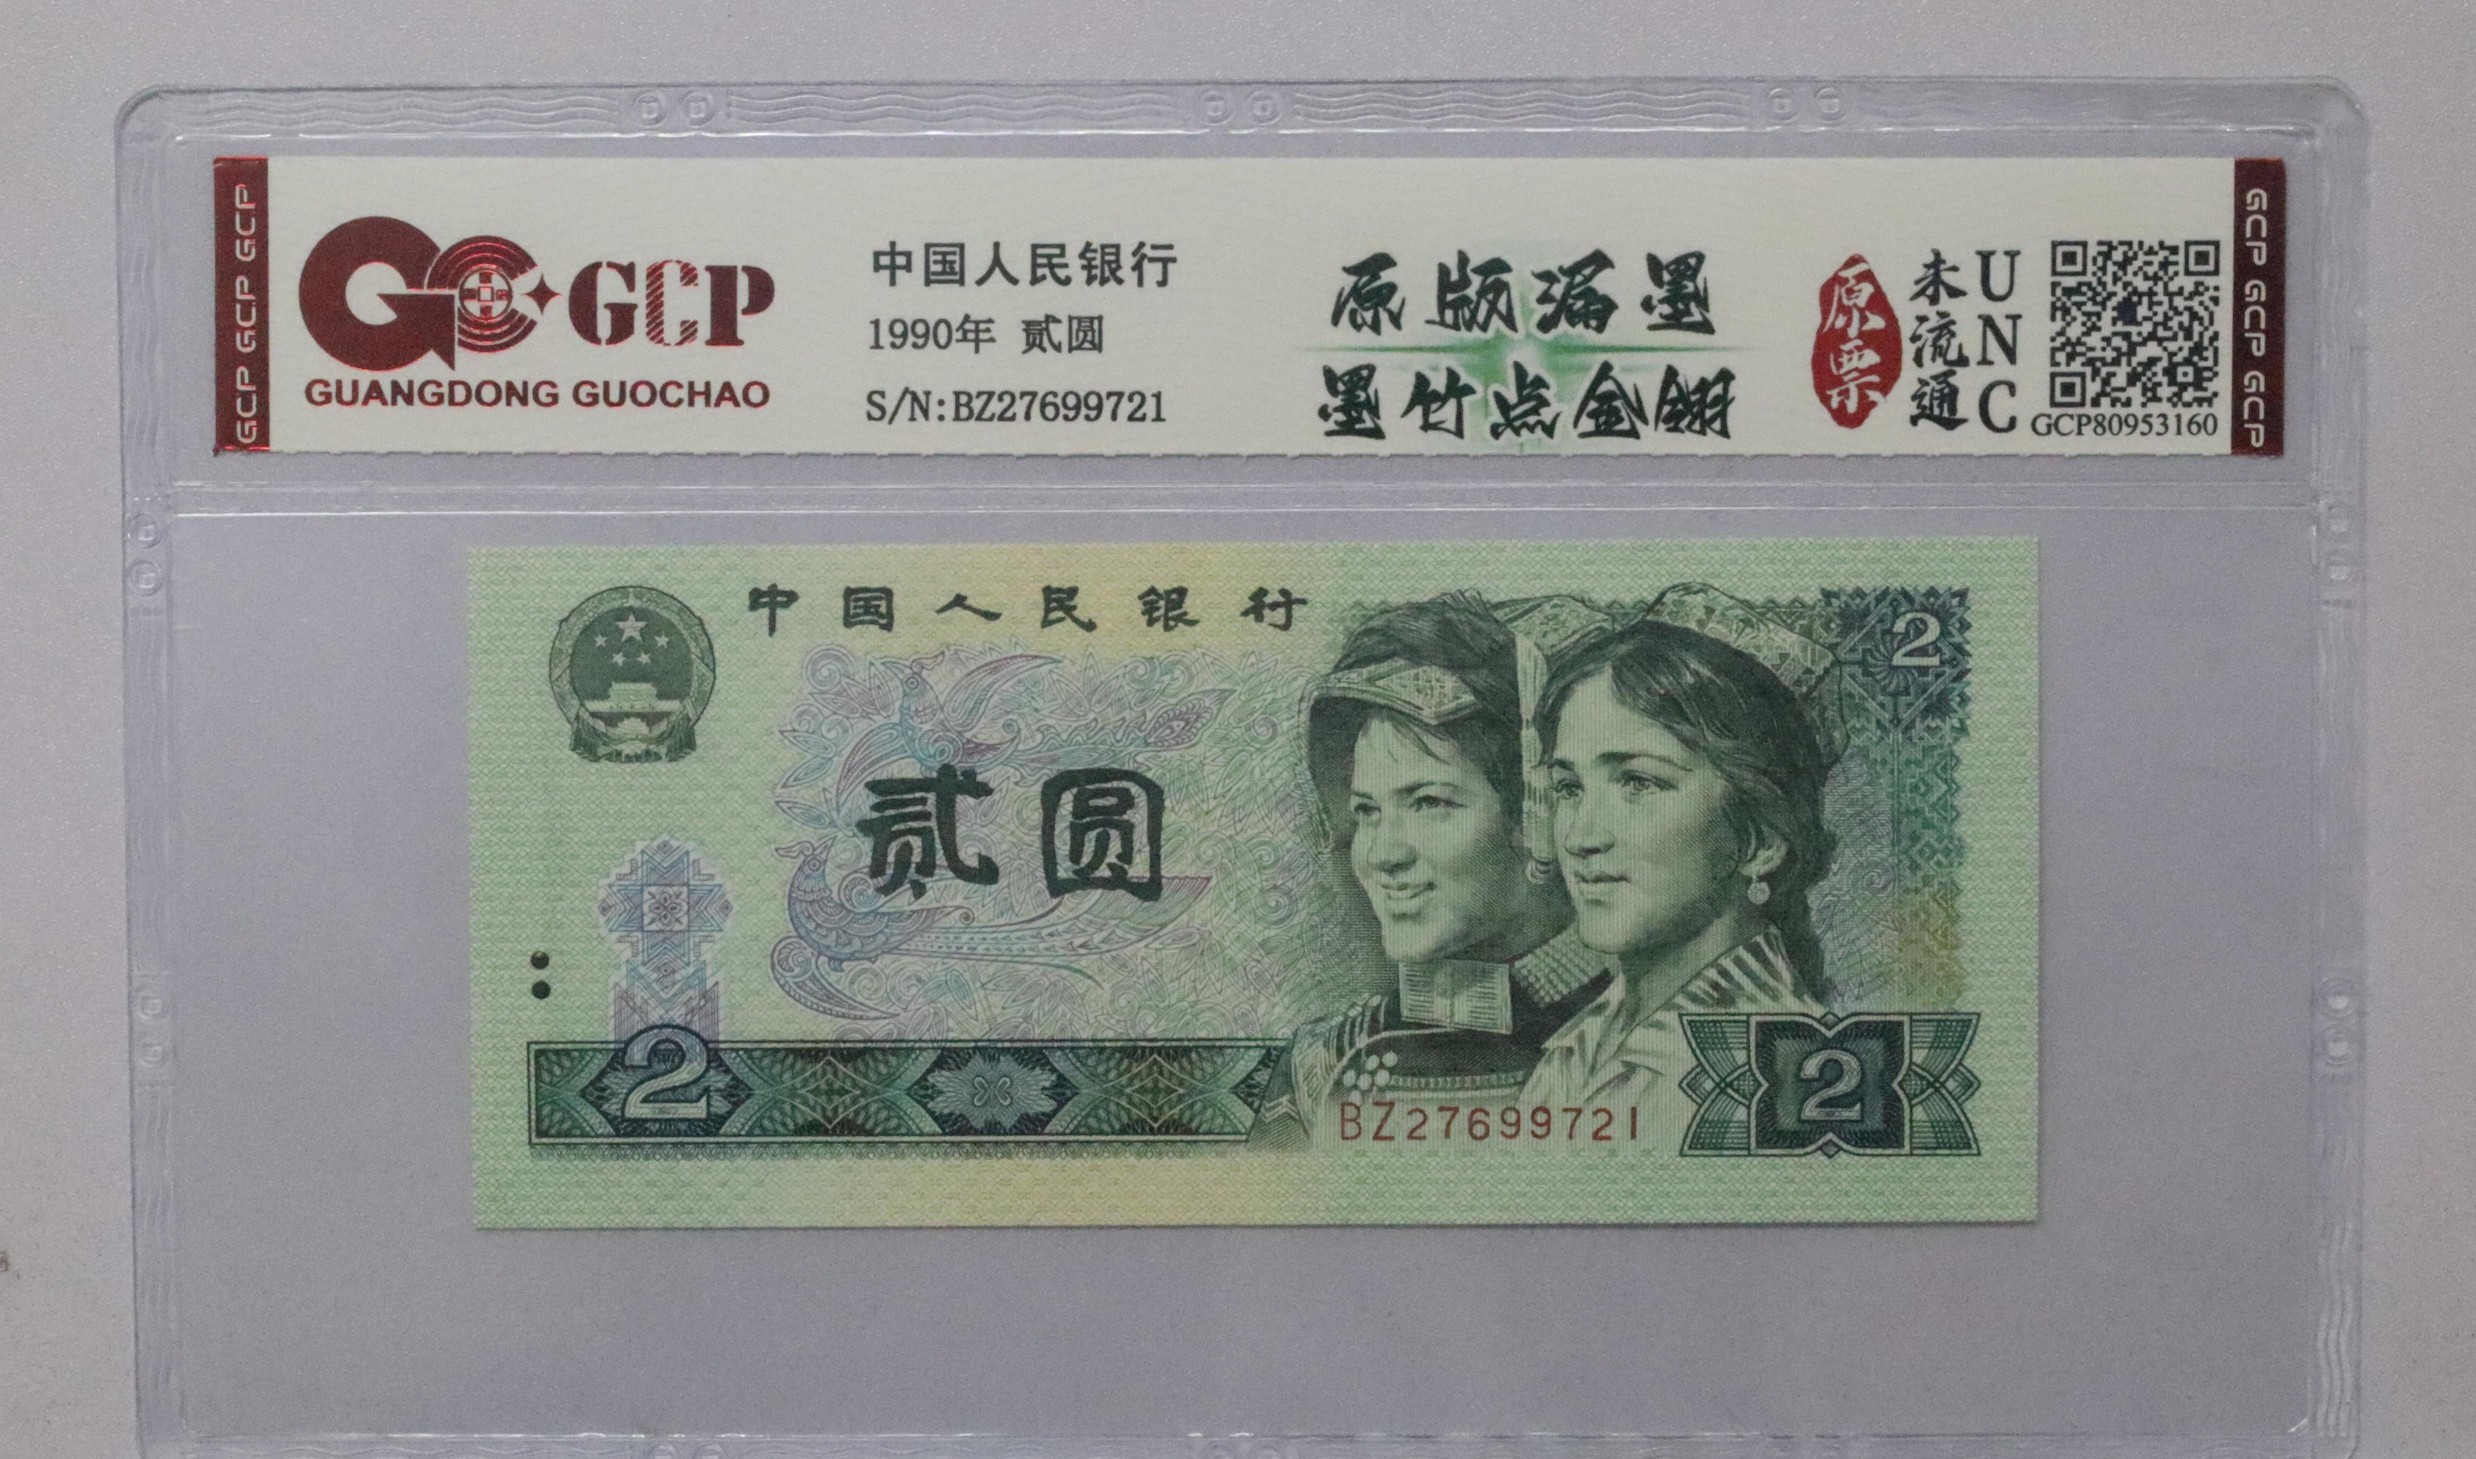 GCP GCP GCP
GCP
GUANGDONG GUOCHAO
中国人民银行
1990年 贰圆
S/N:BZ27699721
原版漏墨
墨竹点金翎
原票
未流通
UNC
GCP80953160
GCP GCP GCP
中国人民银行
2
贰圆
2
BZ27699721
2